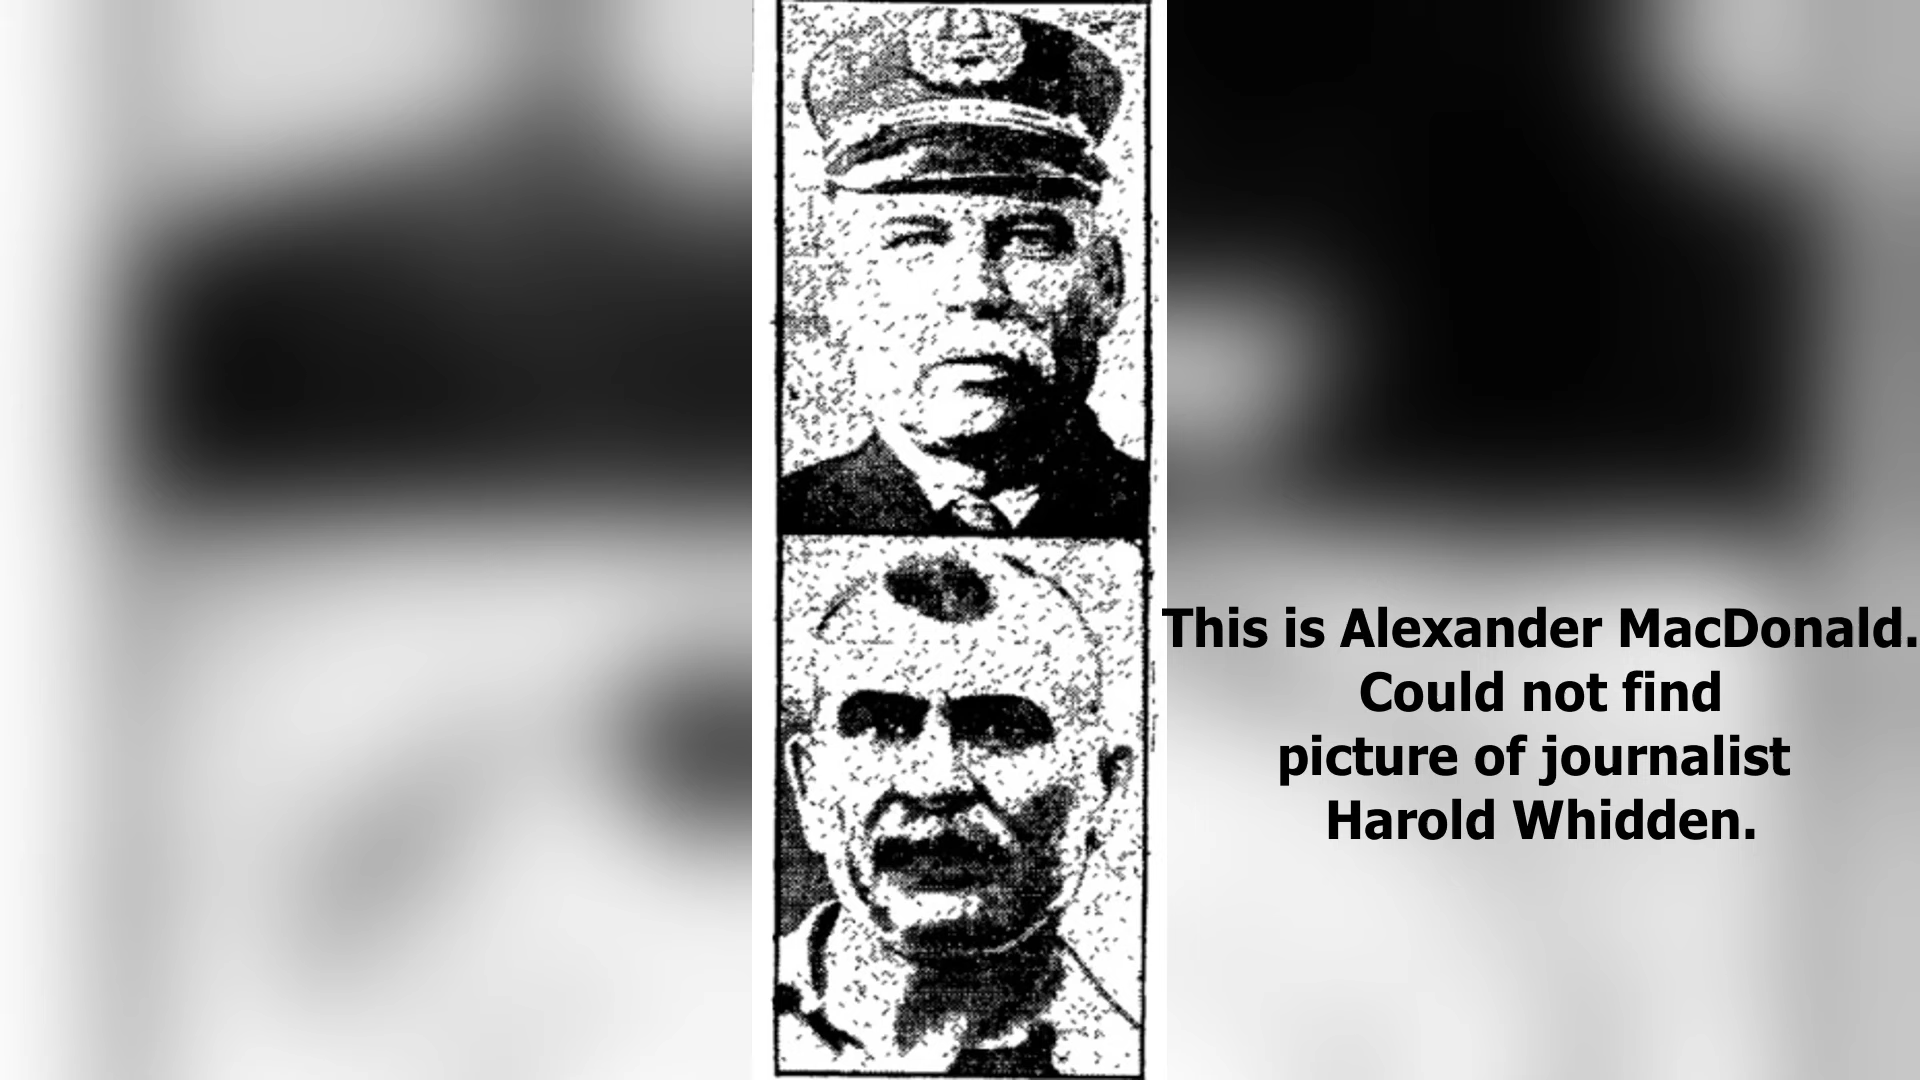 This is Alexander MacDonald.
Could not find
picture of journalist
Harold Whidden.